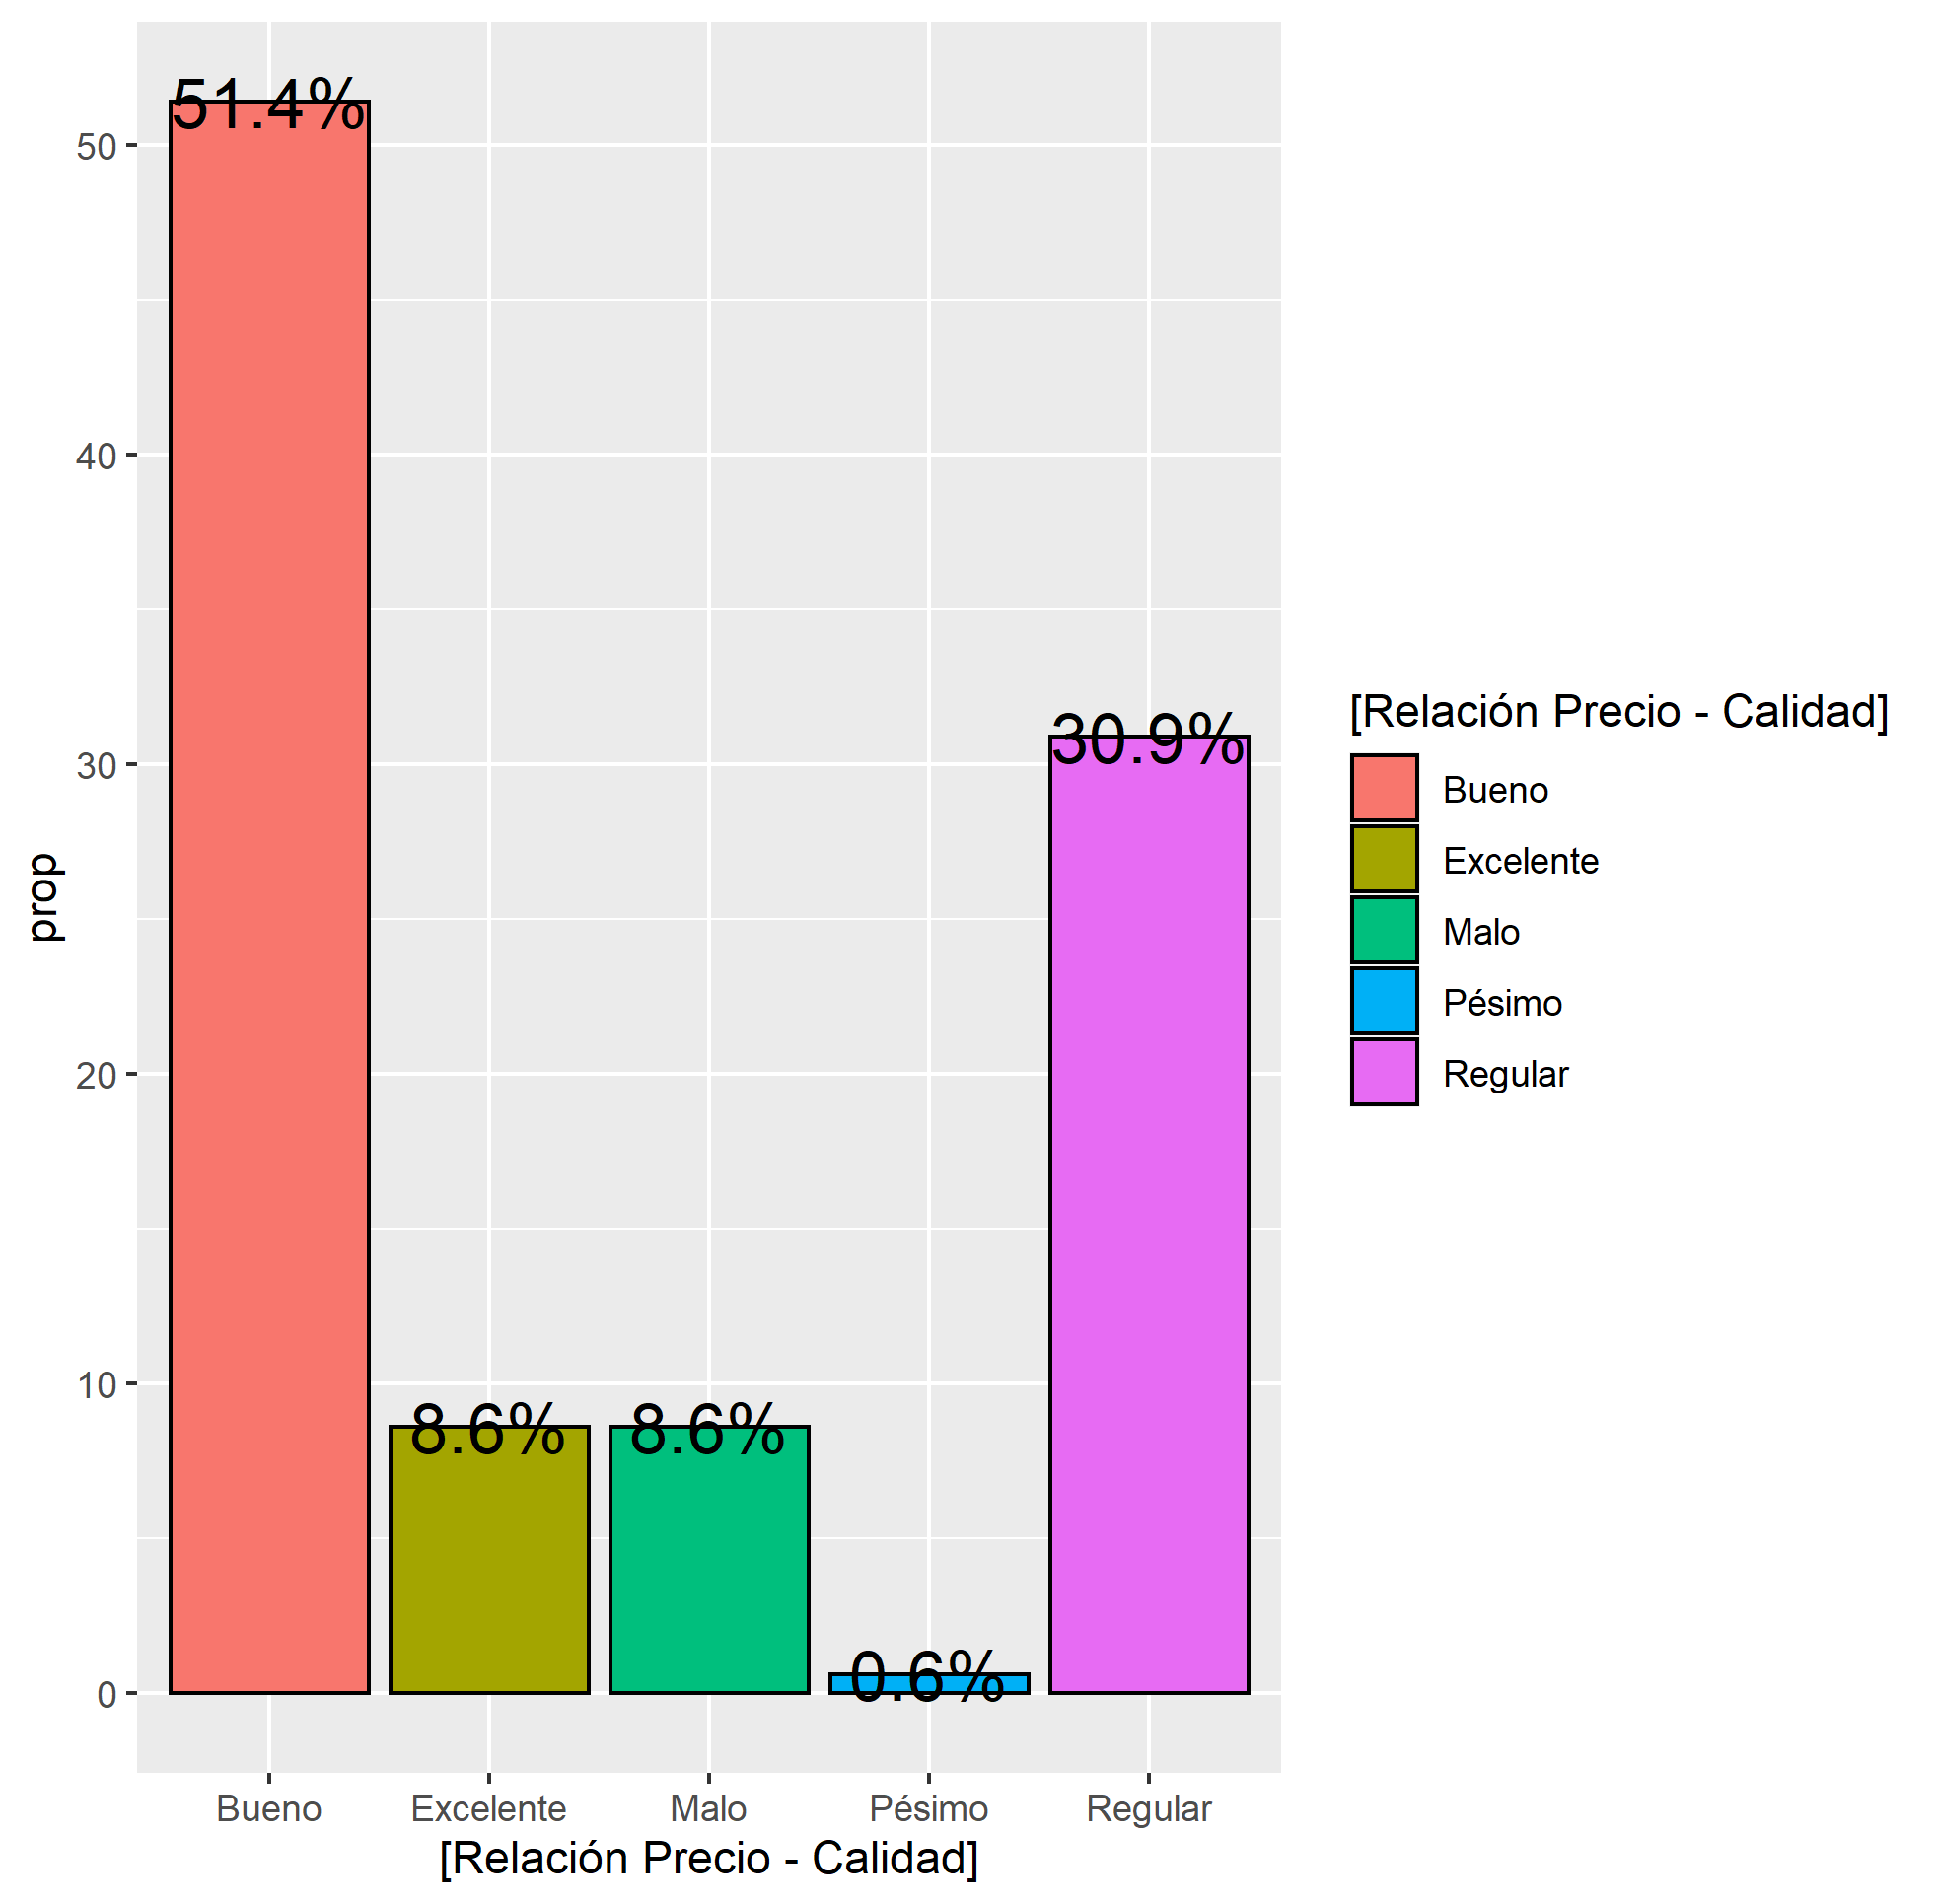 51.4%
50
40
30.9%
30
20
10
8.6%
8.6%
0.6%
0
prop
Bueno
Excelente
Malo
Pésimo
Regular
[Relación Precio - Calidad]
[Relación Precio - Calidad]
Bueno
Excelente
Malo
Pésimo
Regular